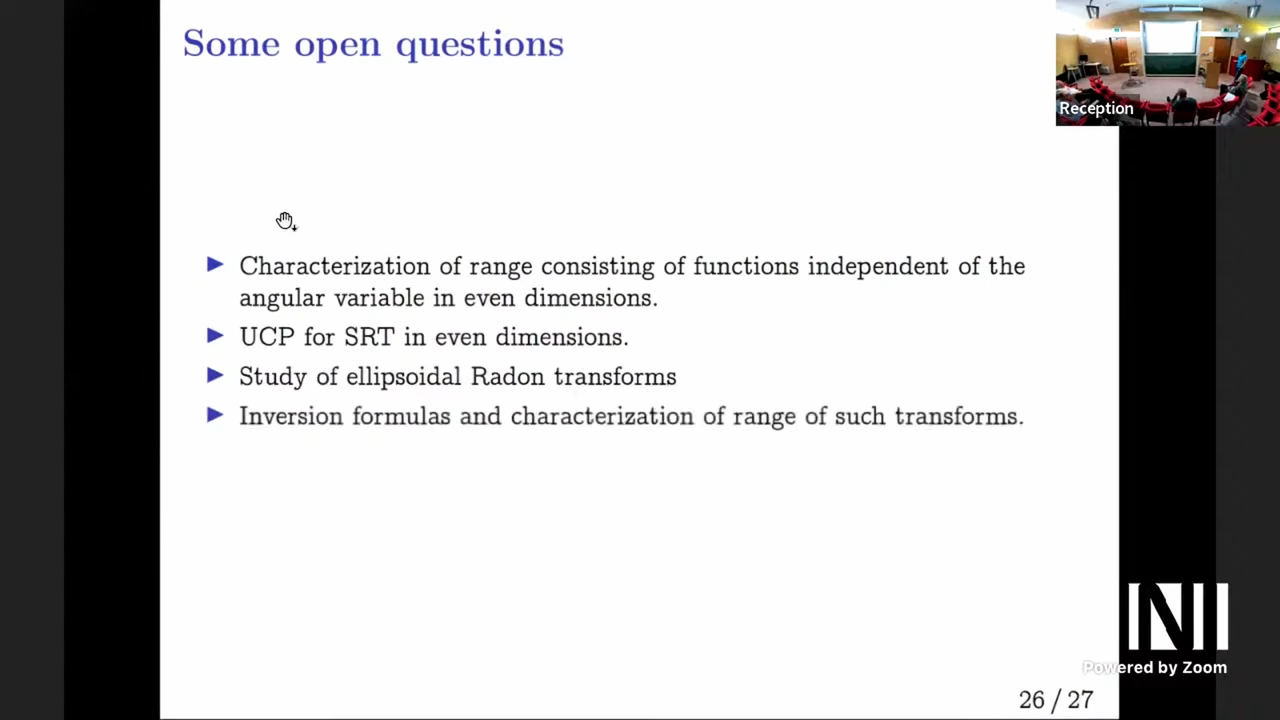 Some open questions
Reception
Characterization of range consisting of functions independent of the
angular variable in even dimensions.
UCP for SRT in even dimensions.
Study of ellipsoidal Radon transforms
Inversion formulas and characterization of range of such transforms.
NI
Powered by Zoom
26 / 27